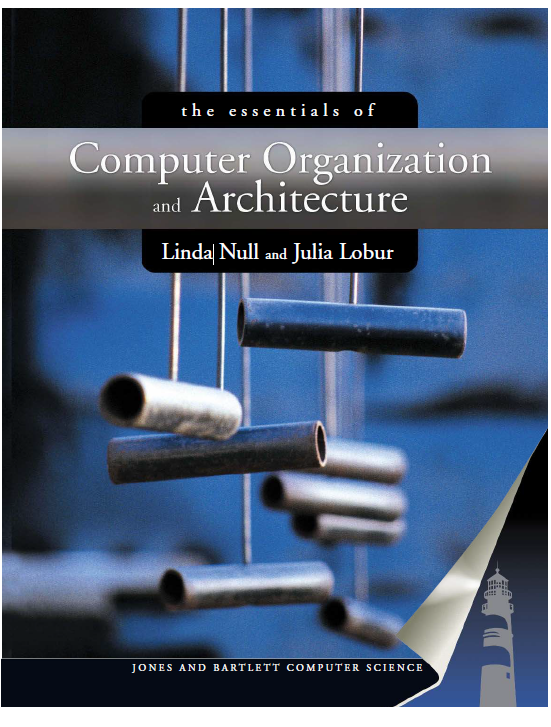 the essentials of
Computer Organization
and Architecture
Linda Null and Julia Lobur
JONES AND BARTLETT COMPUTER SCIENCE